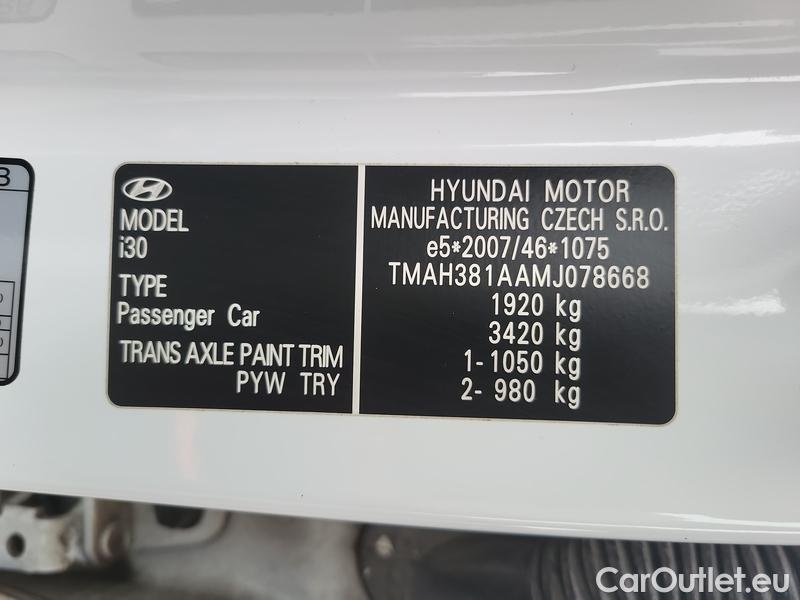 B
MODEL
i30
TYPE
Passenger Car
TRANS AXLE PAINT TRIM
PYW TRY
HYUNDAI MOTOR
MANUFACTURING CZECH S.R.O.
e5*2007/46*1075
TMAH381AAMJ078668
1920 kg
3420 kg
1- 1050 kg
2- 980 kg
CarOutlet.eu